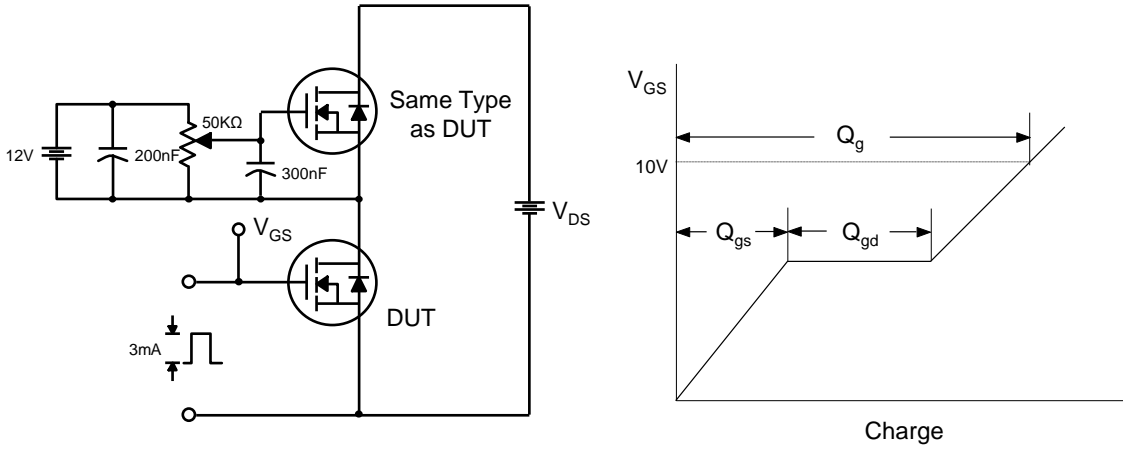 Same Type
as DUT
50KΩ
12V
200nF
300nF
V_DS
V_GS
DUT
3mA
V_GS
Q_g
10V
Q_gs
Q_gd
Charge